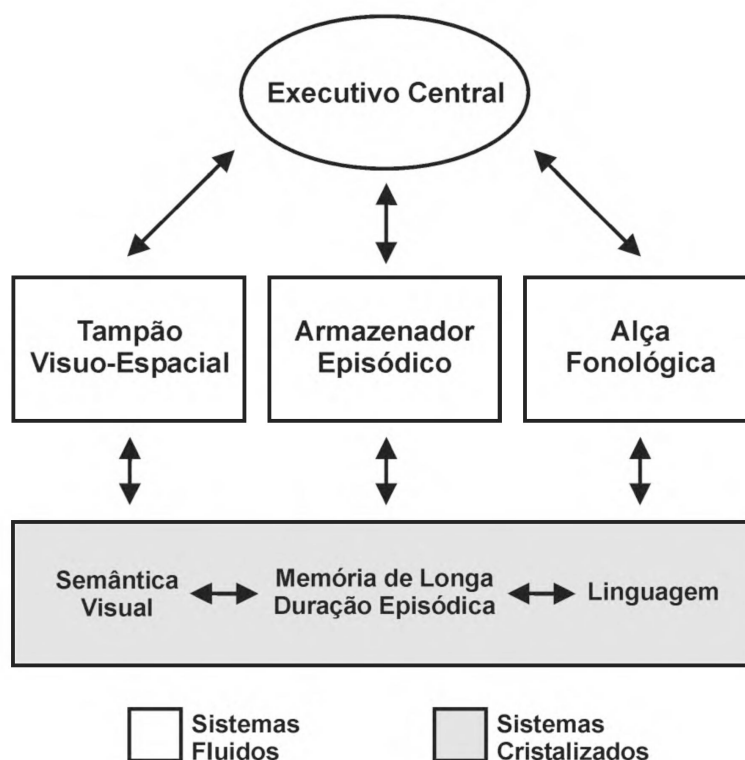 Executivo Central
Tampão
Visuo-Espacial
Armazenador
Episódico
Alça
Fonológica
Semântica
Visual
Memória de Longa
Duração Episódica
Linguagem
Sistemas
Fluidos
Sistemas
Cristalizados